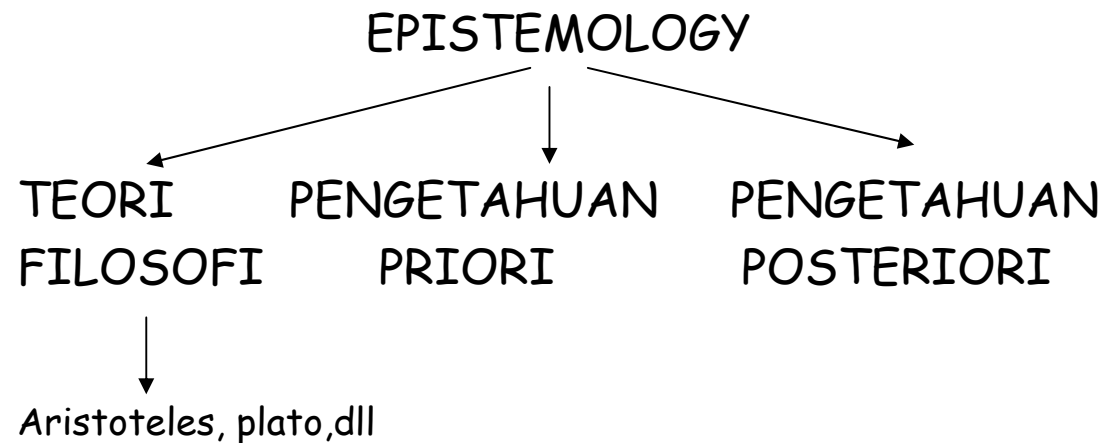 EPISTEMOLOGY
TEORI FILOSOFI
PENGETAHUAN PRIORI
PENGETAHUAN POSTERIORI
Aristoteles, plato,dll